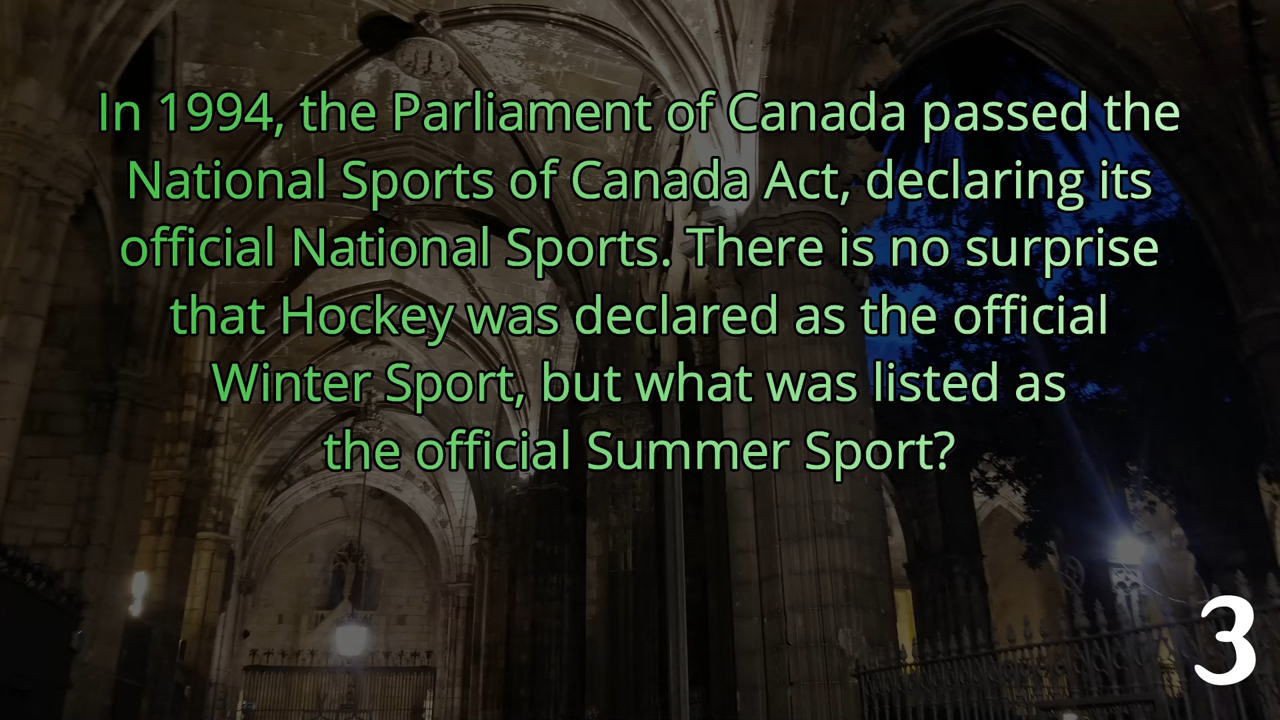 In 1994, the Parliament of Canada passed the
National Sports of Canada Act, declaring its
official National Sports. There is no surprise
that Hockey was declared as the official
Winter Sport, but what was listed as
the official Summer Sport?
3